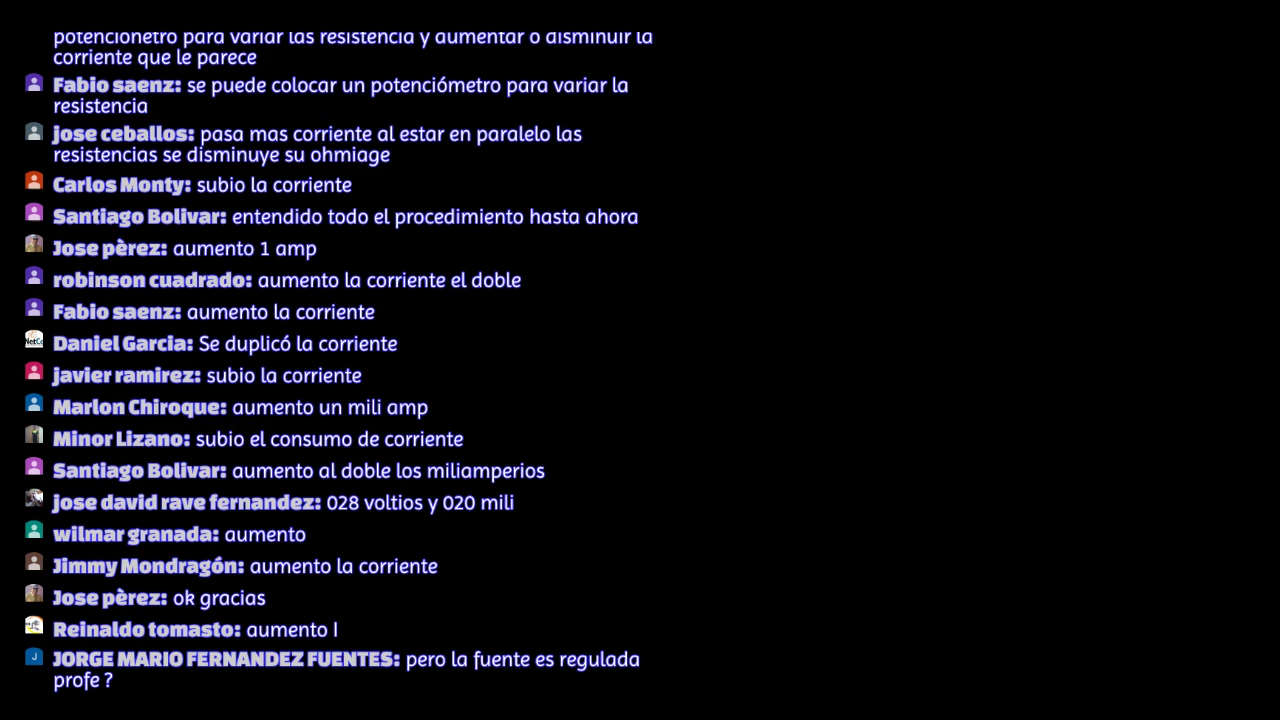 potencionetro para variar las resistencia y aumentar o disminuir la
corriente que le parece
Fabio saenz: se puede colocar un potenciómetro para variar la
resistencia
jose ceballos: pasa mas corriente al estar en paralelo las
resistencias se disminuye su ohmiage
Carlos Monty: subio la corriente
Santiago Bolivar: entendido todo el procedimiento hasta ahora
Jose pèrez: aumento 1 amp
robinson cuadrado: aumento la corriente el doble
Fabio saenz: aumento la corriente
Daniel Garcia: Se duplicó la corriente
javier ramirez: subio la corriente
Marlon Chiroque: aumento un mili amp
Minor Lizano: subio el consumo de corriente
Santiago Bolivar: aumento al doble los miliamperios
jose david rave fernandez: 028 voltios y 020 mili
wilmar granada: aumento
Jimmy Mondragón: aumento la corriente
Jose pèrez: ok gracias
Reinaldo tomasto: aumento I
JORGE MARIO FERNANDEZ FUENTES: pero la fuente es regulada
profe ?